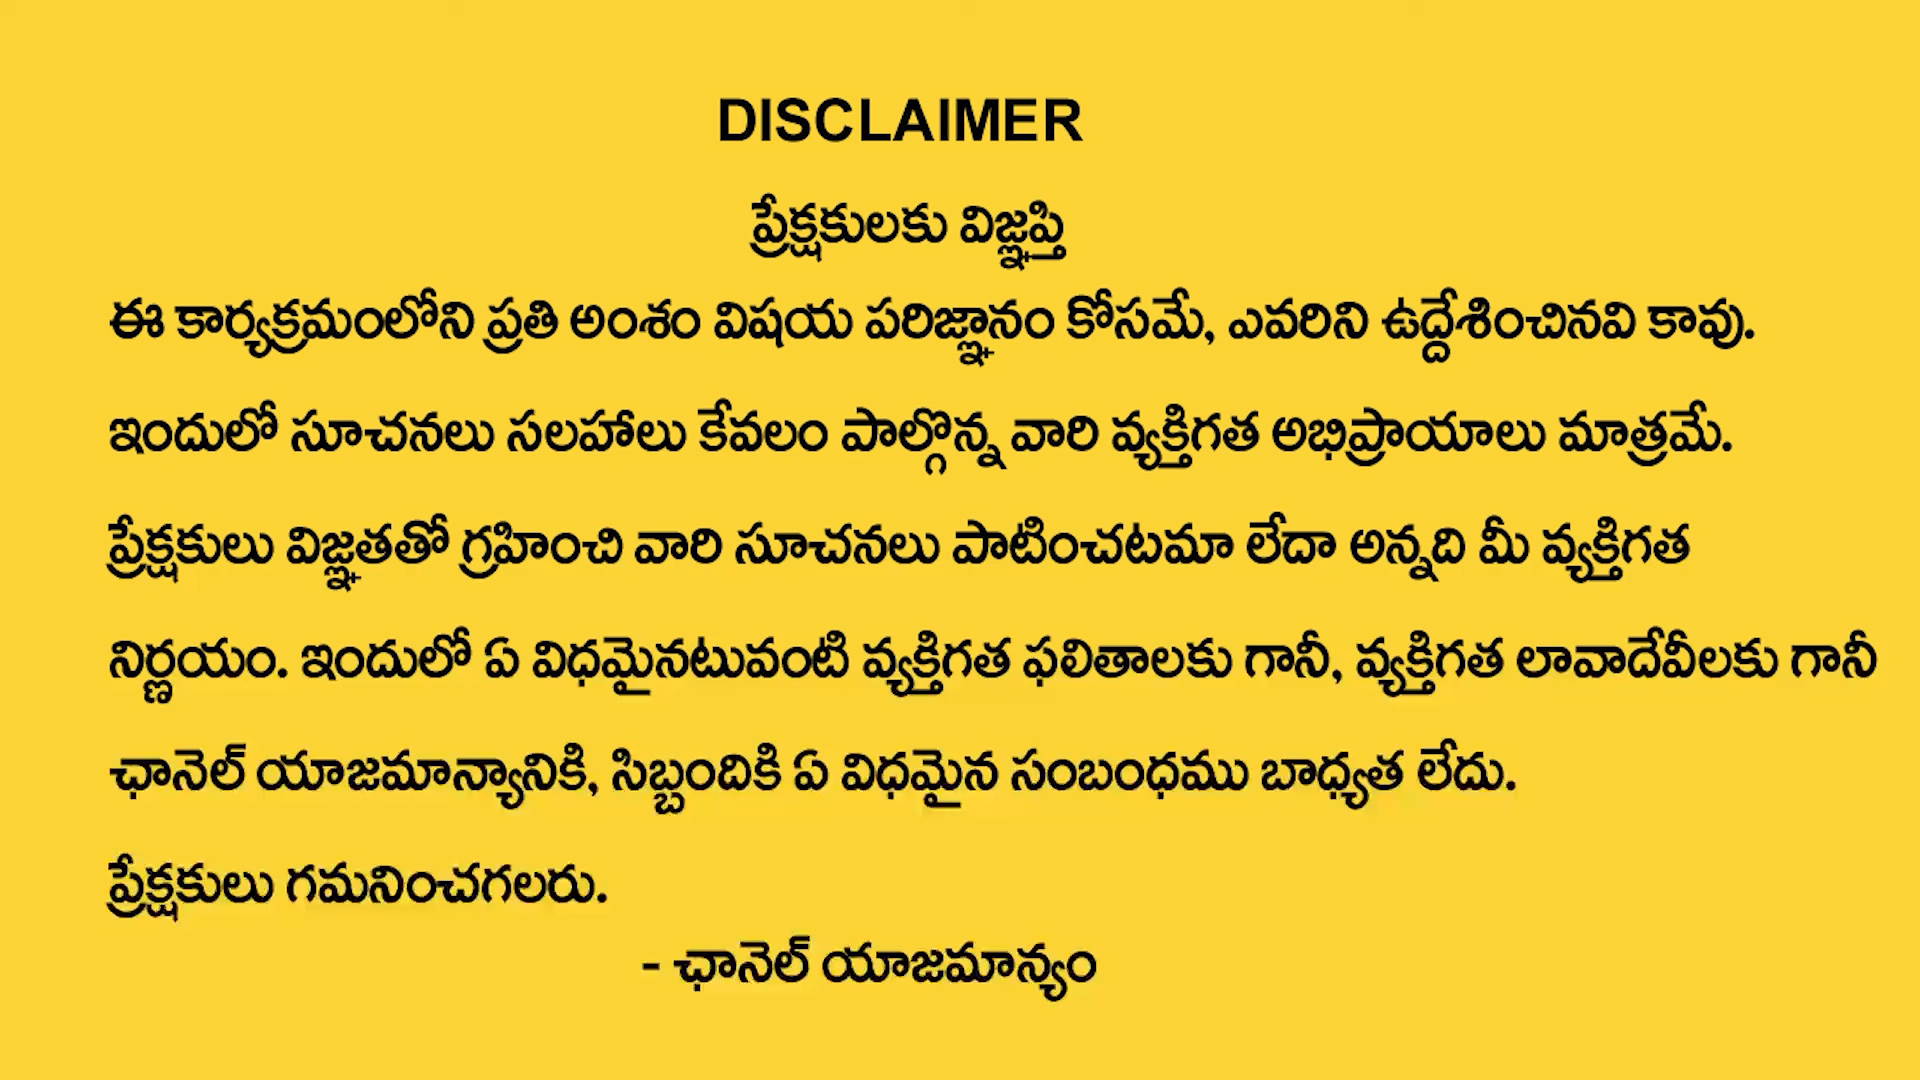 DISCLAIMER
ప్రేక్షకులకు విజ్ఞప్తి
ఈ కార్యక్రమంలోని ప్రతి అంశం విషయ పరిజ్ఞానం కోసమే, ఎవరిని ఉద్దేశించినవి కావు.
ఇందులో సూచనలు సలహాలు కేవలం పాల్గొన్న వారి వ్యక్తిగత అభిప్రాయాలు మాత్రమే.
ప్రేక్షకులు విజ్ఞతతో గ్రహించి వారి సూచనలు పాటించటమా లేదా అన్నది మీ వ్యక్తిగత
నిర్ణయం. ఇందులో ఏ విధమైనటువంటి వ్యక్తిగత ఫలితాలకు గానీ, వ్యక్తిగత లావాదేవీలకు గానీ
ఛానెల్ యాజమాన్యానికి, సిబ్బందికి ఏ విధమైన సంబంధము బాధ్యత లేదు.
ప్రేక్షకులు గమనించగలరు.
- ఛానెల్ యాజమాన్యం